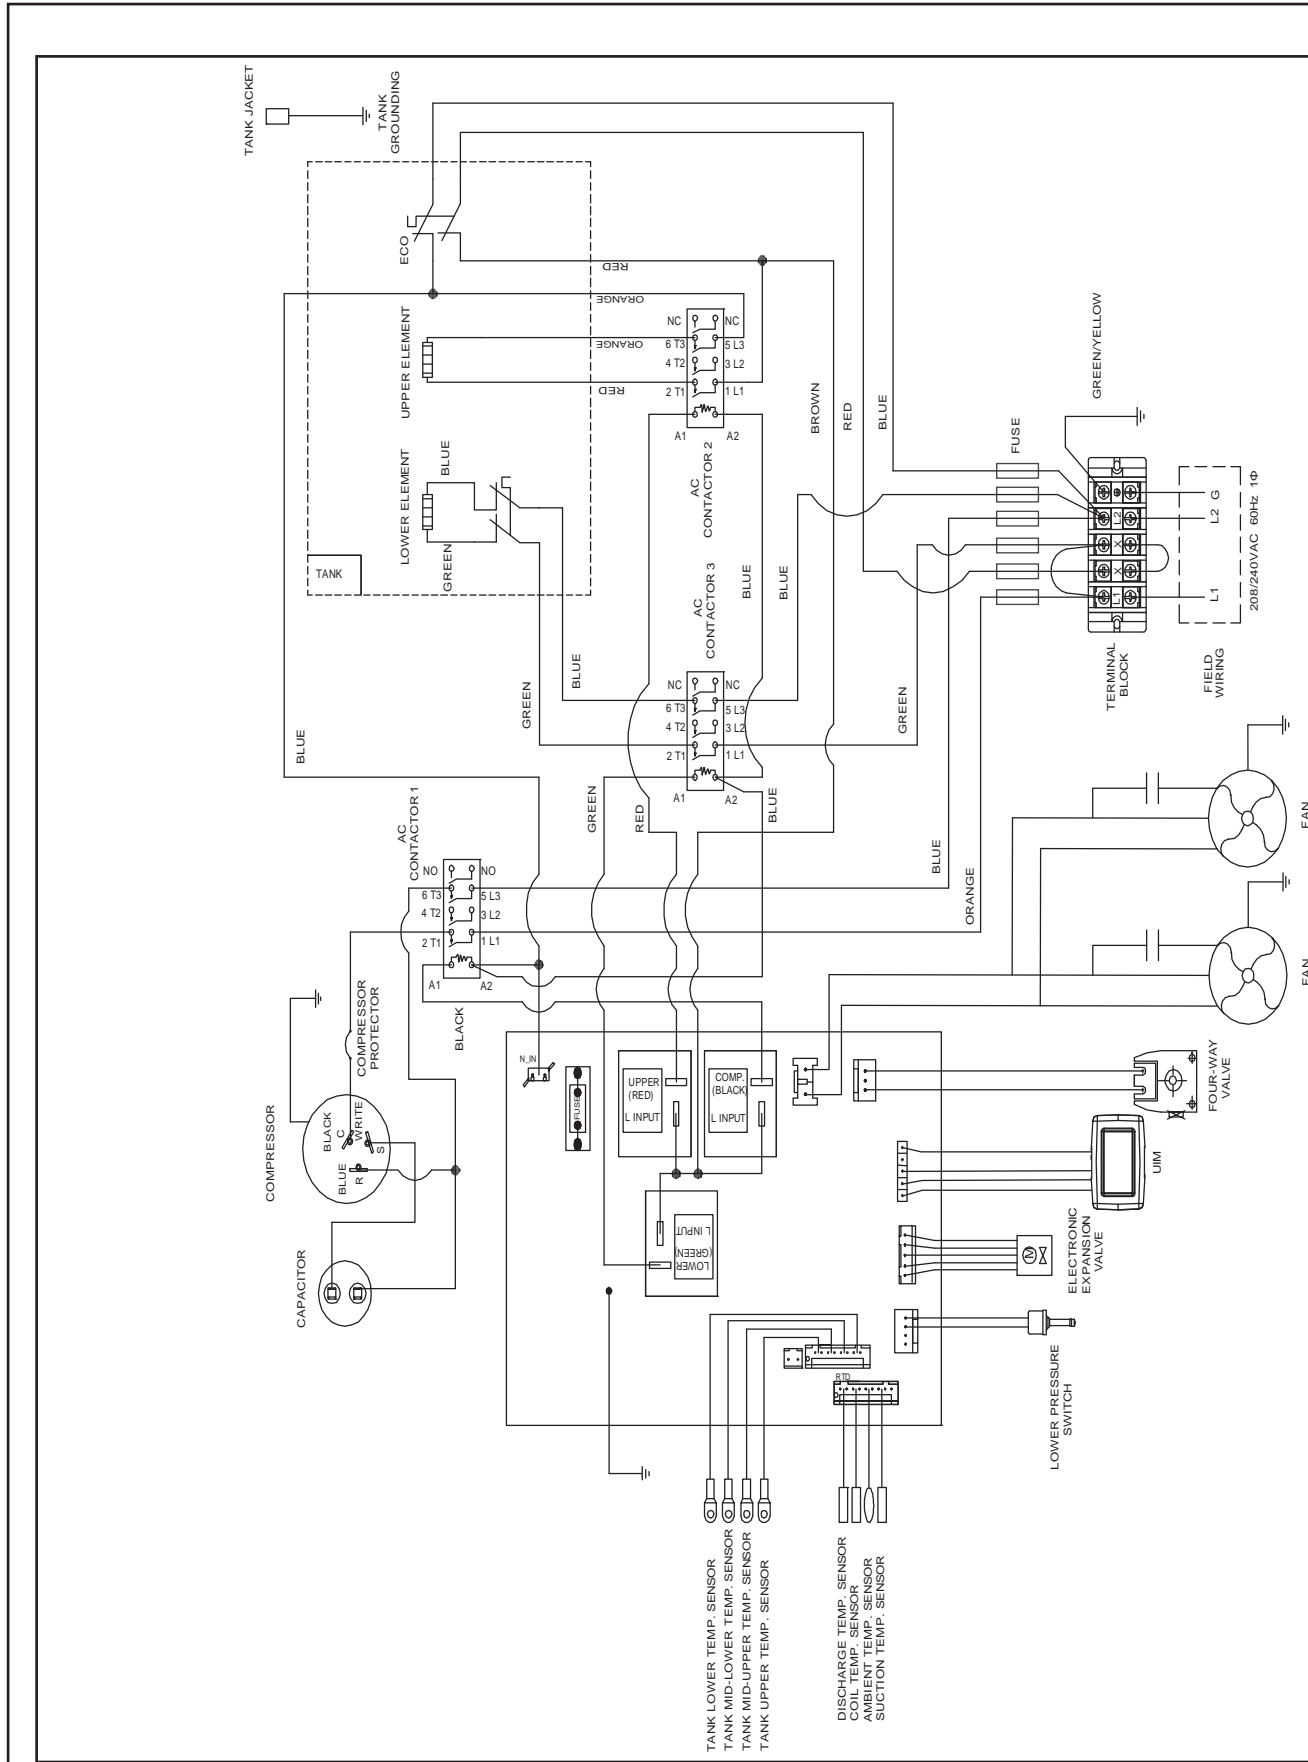 TANK JACKET
TANK
GROUNDING
ECO
RED
ORANGE
UPPER ELEMENT
ORANGE
RED
LOWER ELEMENT
BLUE
GREEN
TANK
NC
NC
6 T3
5 L3
4 T2
3 L2
2 T1
1 L1
A1
A2
AC
CONTACTOR 2
BROWN
RED
BLUE
FUSE
GREEN/YELLOW
L1
X
X
L2
TERMINAL
BLOCK
L1
L2
G
208/240VAC 60Hz 1Φ
FIELD
WIRING
AC
CONTACTOR 3
BLUE
BLUE
NC
NC
6 T3
5 L3
4 T2
3 L2
2 T1
1 L1
A1
A2
BLUE
GREEN
BLUE
GREEN
BLUE
GREEN
RED
AC
CONTACTOR 1
NO
NO
6 T3
5 L3
4 T2
3 L2
2 T1
1 L1
A1
A2
BLUE
ORANGE
BLACK
COMPRESSOR
PROTECTOR
COMPRESSOR
BLACK
C
WRITE
S
BLUE
R
CAPACITOR
N_IN
FUSE
UPPER
(RED)
L INPUT
COMP.
(BLACK)
L INPUT
LOWER
(GREEN)
L INPUT
FAN
FAN
FOUR-WAY
VALVE
UIM
M
ELECTRONIC
EXPANSION
VALVE
LOWER PRESSURE
SWITCH
RTD
TANK LOWER TEMP. SENSOR
TANK MID-LOWER TEMP. SENSOR
TANK MID-UPPER TEMP. SENSOR
TANK UPPER TEMP. SENSOR
DISCHARGE TEMP. SENSOR
COIL TEMP. SENSOR
AMBIENT TEMP. SENSOR
SUCTION TEMP. SENSOR